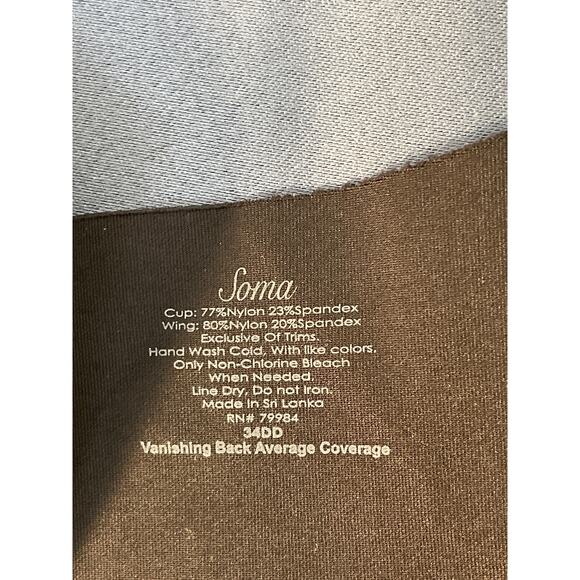 Soma
Cup: 77%Nylon 23%Spandex
Wing: 80%Nylon 20%Spandex
Exclusive Of Trims.
Hand Wash Cold, With like colors.
Only Non-Chlorine Bleach
When Needed.
Line Dry, Do not Iron.
Made in Sri Lanka
RN# 79984
34DD
Vanishing Back Average Coverage